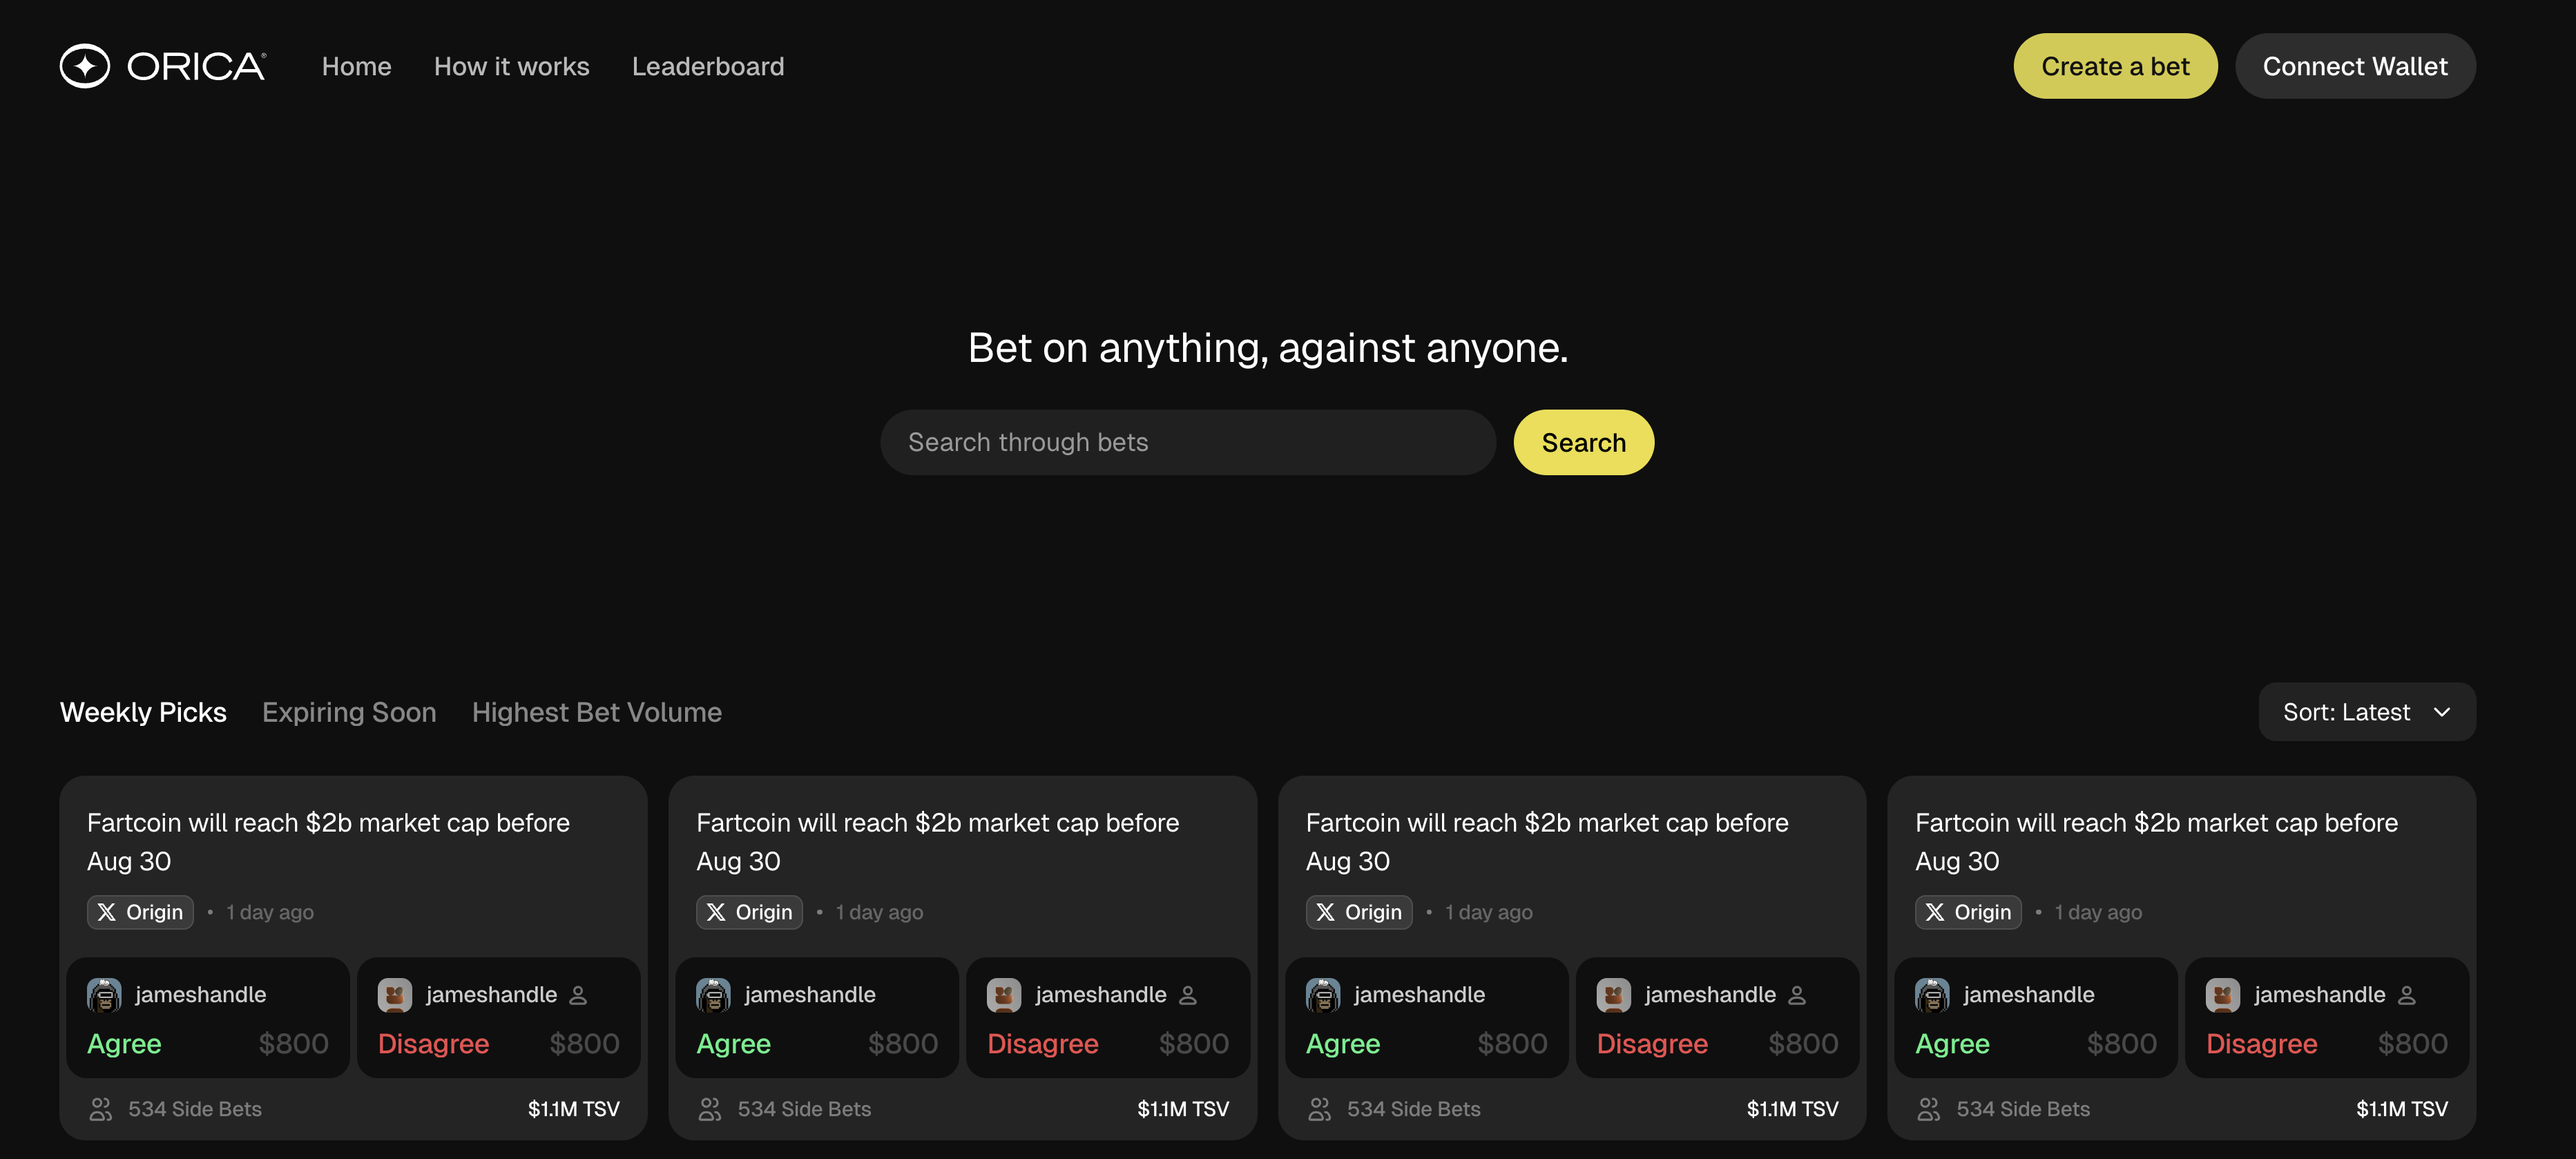 ORICA®
Home
How it works
Leaderboard
Create a bet
Connect Wallet
Bet on anything, against anyone.
Search through bets
Search
Weekly Picks
Expiring Soon
Highest Bet Volume
Sort: Latest
Fartcoin will reach $2b market cap before
Aug 30
X Origin • 1 day ago
jameshandle
Agree $800
jameshandle
Disagree $800
534 Side Bets
$1.1M TSV
Fartcoin will reach $2b market cap before
Aug 30
X Origin • 1 day ago
jameshandle
Agree $800
jameshandle
Disagree $800
534 Side Bets
$1.1M TSV
Fartcoin will reach $2b market cap before
Aug 30
X Origin • 1 day ago
jameshandle
Agree $800
jameshandle
Disagree $800
534 Side Bets
$1.1M TSV
Fartcoin will reach $2b market cap before
Aug 30
X Origin • 1 day ago
jameshandle
Agree $800
jameshandle
Disagree $800
534 Side Bets
$1.1M TSV